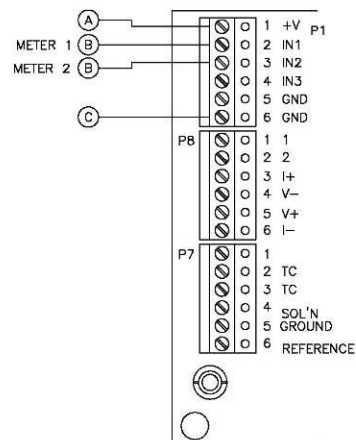 A
1 +V P1
METER 1 B 2 IN1
METER 2 B 3 IN2
4 IN3
5 GND
C 6 GND
P8 1 1
2 2
3 I+
4 V−
5 V+
6 I−
P7 1
2 TC
3 TC
4 SOL'N
5 GROUND
6 REFERENCE